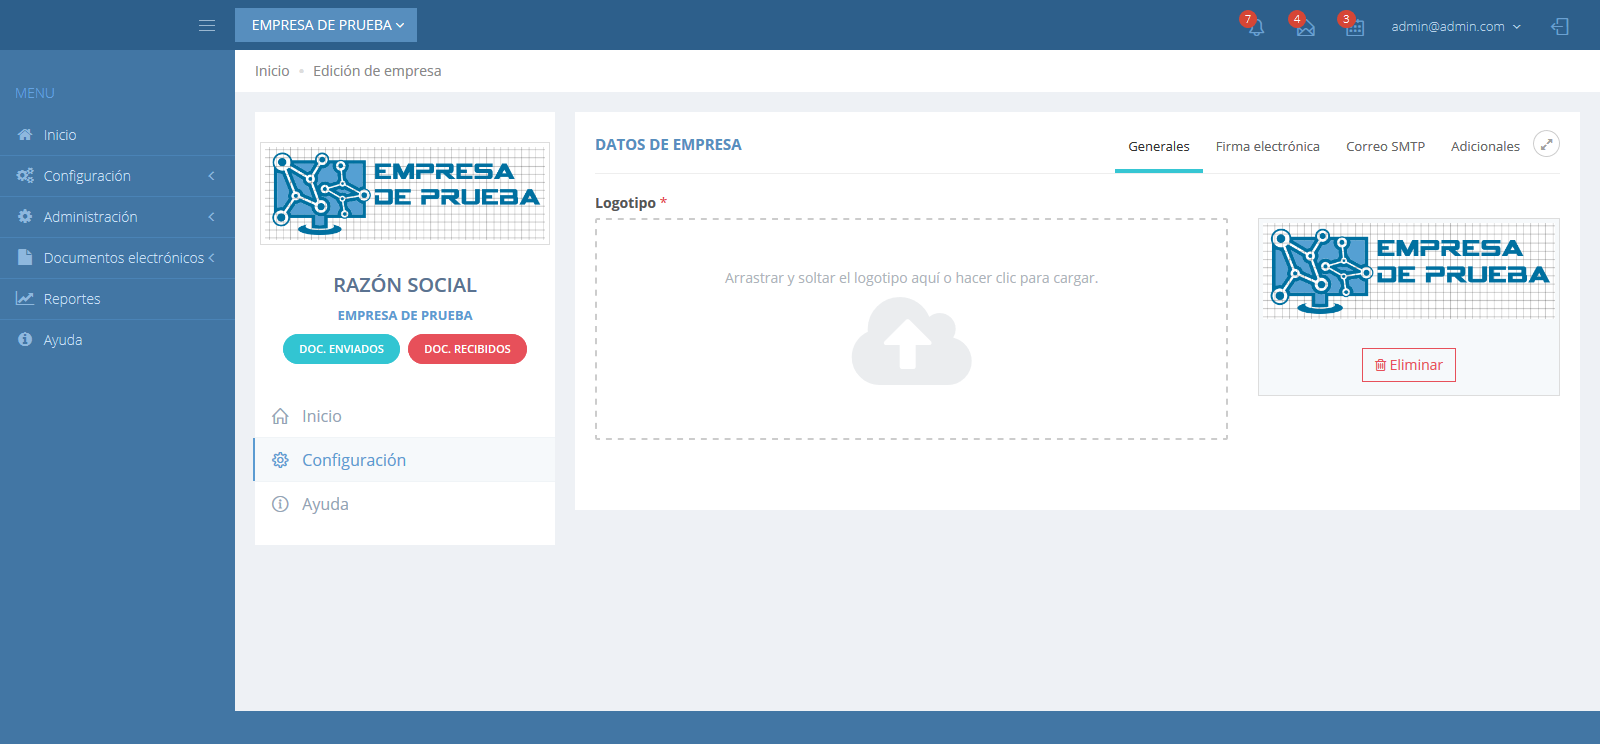 EMPRESA DE PRUEBA
7
4
3
admin@admin.com
MENU
Inicio
Configuración
Administración
Documentos electrónicos
Reportes
Ayuda
Inicio
Edición de empresa
EMPRESA
DE PRUEBA
RAZÓN SOCIAL
EMPRESA DE PRUEBA
DOC. ENVIADOS
DOC. RECIBIDOS
Inicio
Configuración
Ayuda
DATOS DE EMPRESA
Generales
Firma electrónica
Correo SMTP
Adicionales
Logotipo *
Arrastrar y soltar el logotipo aquí o hacer clic para cargar.
EMPRESA
DE PRUEBA
Eliminar